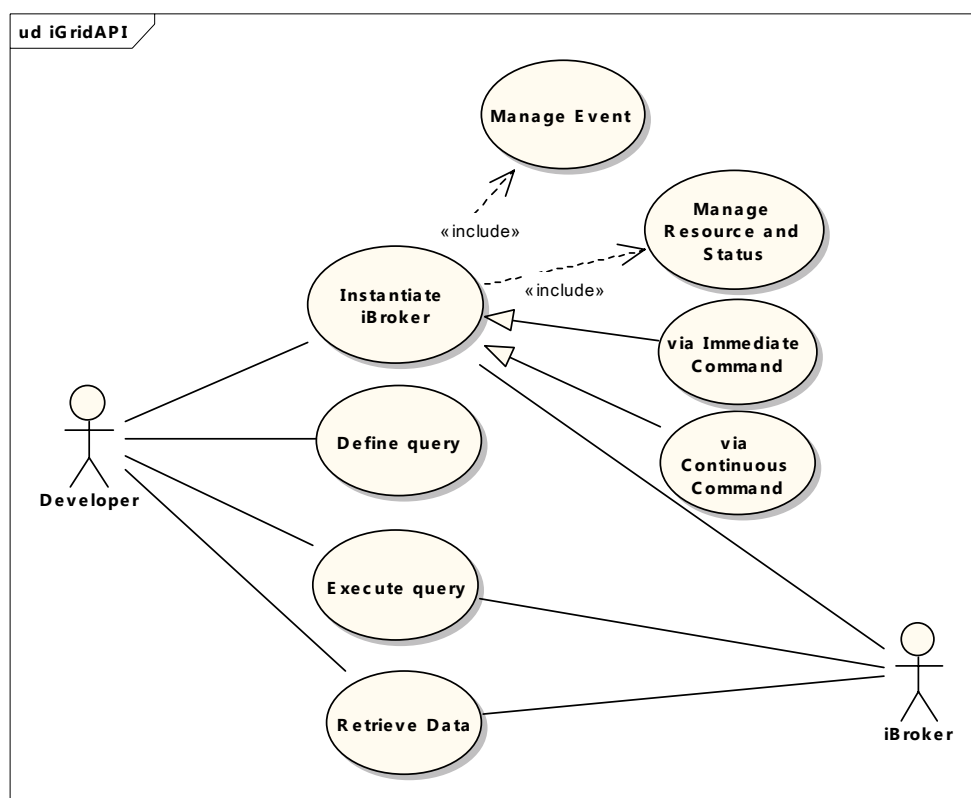 ud iGridAPI
Manage Event
«include»
Manage
Resource and
Status
«include»
Instantiate
iBroker
via Immediate
Command
via
Continuous
Command
Define query
Developer
Execute query
Retrieve Data
iBroker